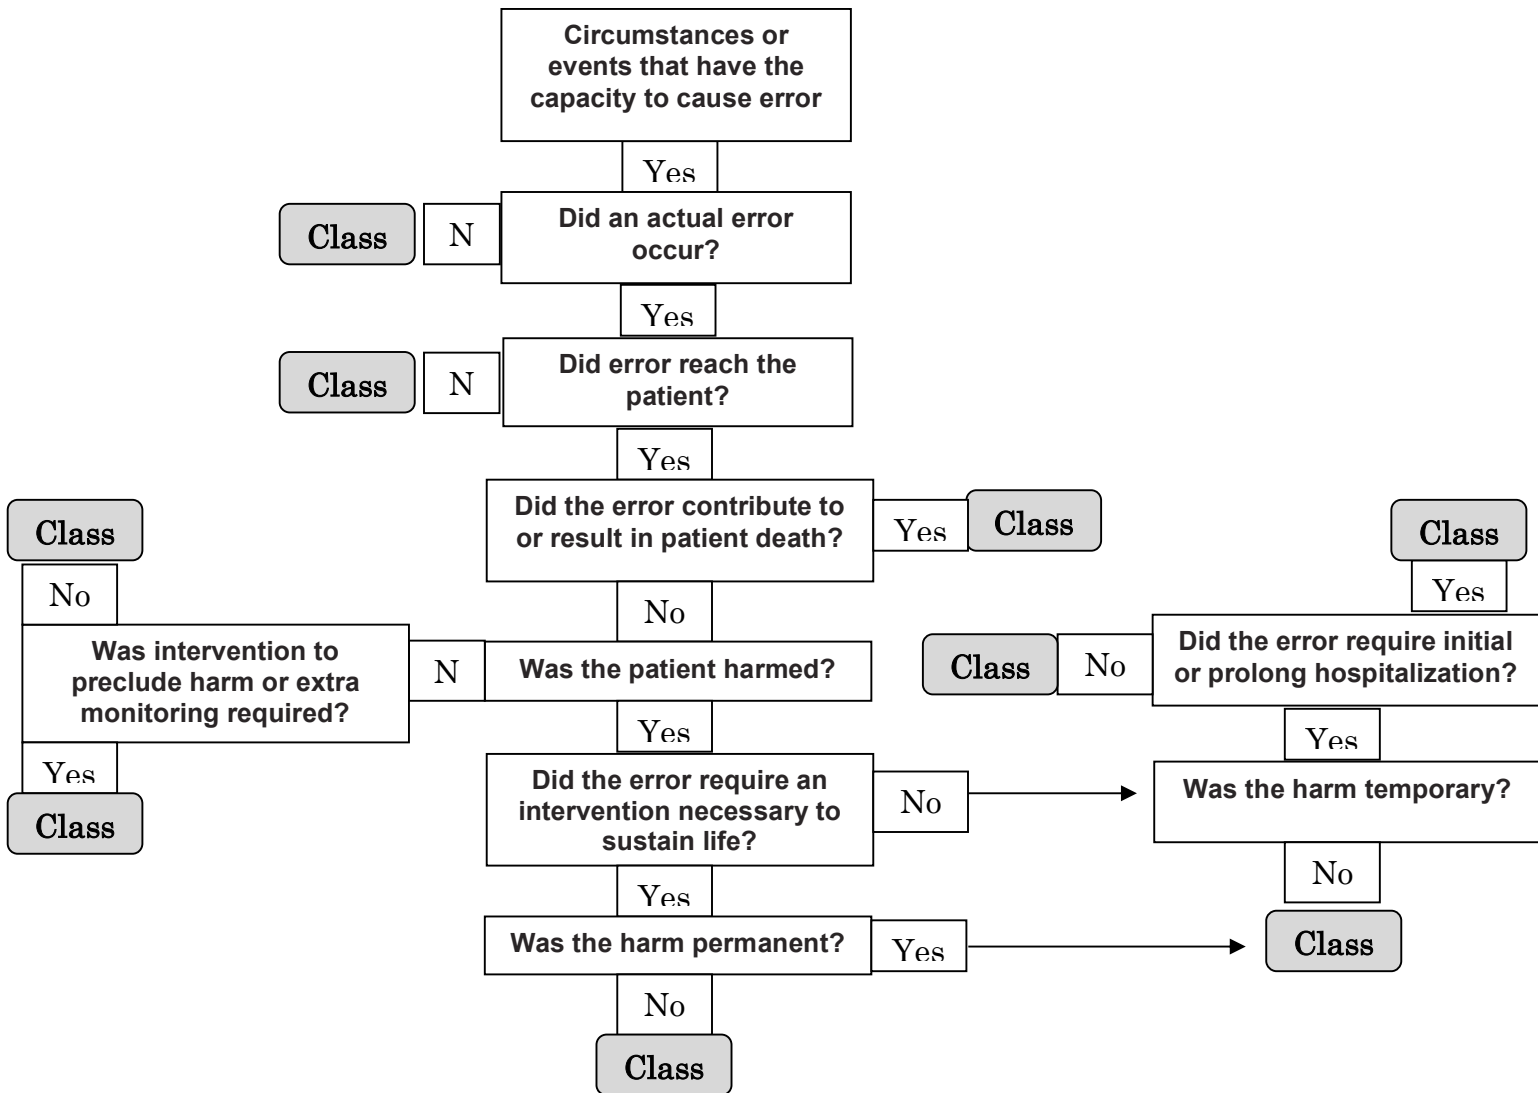 Circumstances or
events that have the
capacity to cause error
Yes
Class
N
Did an actual error
occur?
Yes
Class
N
Did error reach the
patient?
Yes
Did the error contribute to
or result in patient death?
Yes
Class
Class
No
Was intervention to
preclude harm or extra
monitoring required?
Yes
Class
N
No
Was the patient harmed?
Yes
Class
Yes
Class
No
Did the error require initial
or prolong hospitalization?
Yes
Did the error require an
intervention necessary to
sustain life?
No
Was the harm temporary?
No
Yes
Was the harm permanent?
Yes
Class
No
Class